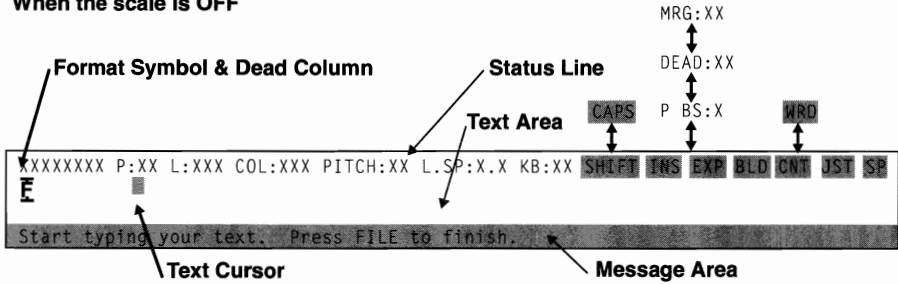 When the scale is OFF
MRG:XX
Format Symbol & Dead Column
Status Line
DEAD:XX
Text Area
CAPS
P BS:X
WRD
XXXXXXXX P:XX L:XXX COL:XXX PITCH:XX L.SP:X.X KB:XX SHIFT INS EXP BLD CNT JST SP
E
Start typing your text. Press FILE to finish.
Text Cursor
Message Area